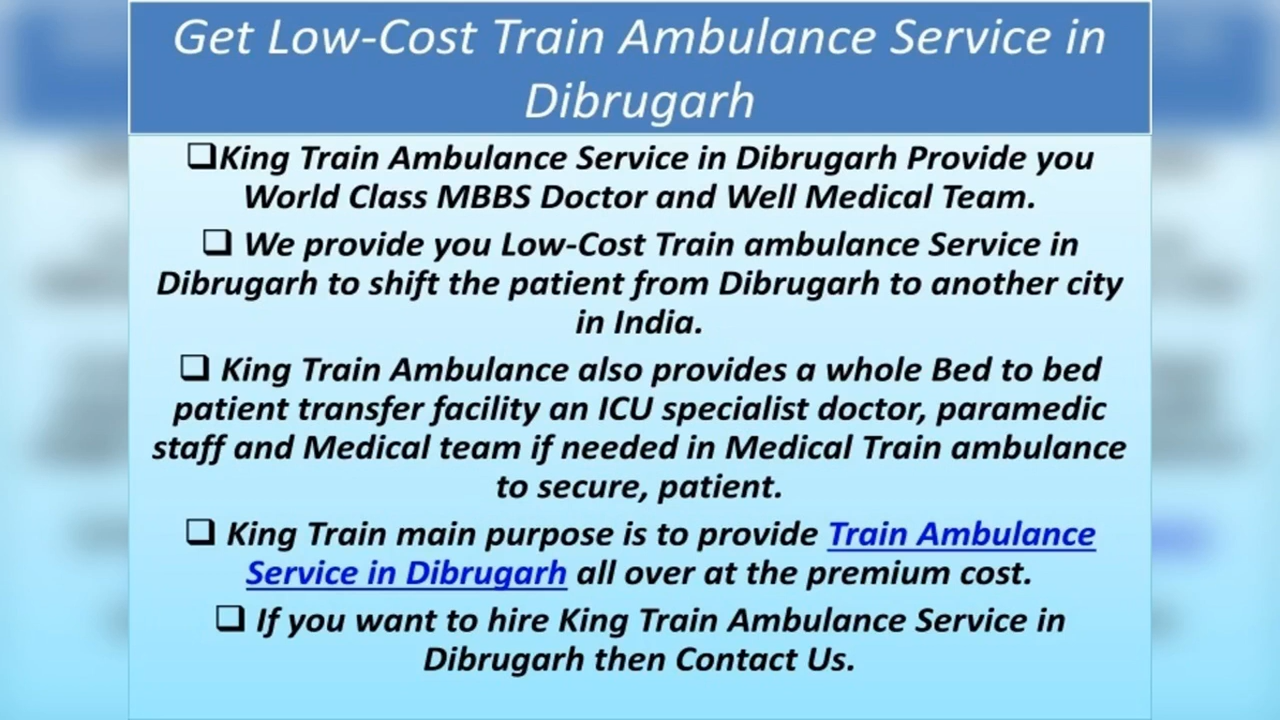 Get Low-Cost Train Ambulance Service in
Dibrugarh
❑King Train Ambulance Service in Dibrugarh Provide you
World Class MBBS Doctor and Well Medical Team.
❑ We provide you Low-Cost Train ambulance Service in
Dibrugarh to shift the patient from Dibrugarh to another city
in India.
❑ King Train Ambulance also provides a whole Bed to bed
patient transfer facility an ICU specialist doctor, paramedic
staff and Medical team if needed in Medical Train ambulance
to secure, patient.
❑ King Train main purpose is to provide Train Ambulance
Service in Dibrugarh all over at the premium cost.
❑ If you want to hire King Train Ambulance Service in
Dibrugarh then Contact Us.